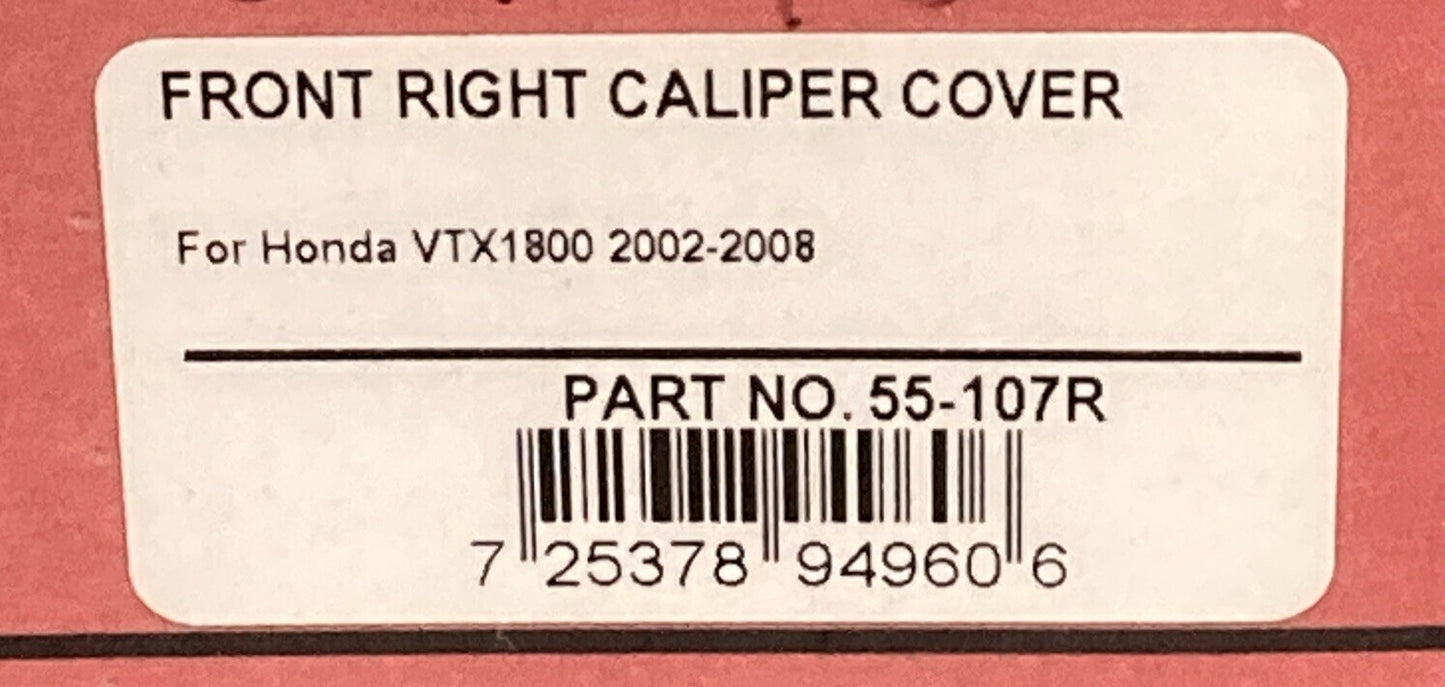 FRONT RIGHT CALIPER COVER
For Honda VTX1800 2002-2008
PART NO. 55-107R
7 25378 94960 6